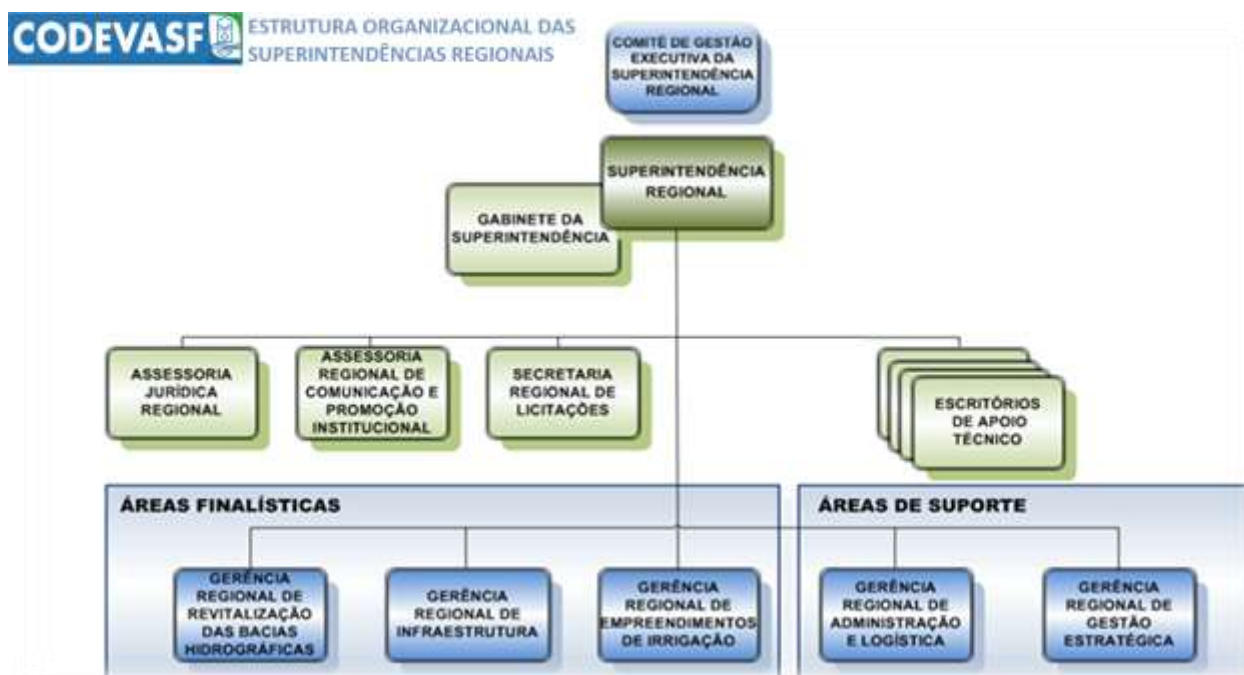 CODEVASF
ESTRUTURA ORGANIZACIONAL DAS
SUPERINTENDÊNCIAS REGIONAIS
COMITÊ DE GESTÃO
EXECUTIVA DA
SUPERINTENDÊNCIA
REGIONAL
SUPERINTENDÊNCIA
REGIONAL
GABINETE DA
SUPERINTENDÊNCIA
ASSESSORIA
JURÍDICA
REGIONAL
ASSESSORIA
REGIONAL DE
COMUNICAÇÃO E
PROMOÇÃO
INSTITUCIONAL
SECRETARIA
REGIONAL DE
LICITAÇÕES
ESCRITÓRIOS
DE APOIO
TÉCNICO
ÁREAS FINALÍSTICAS
GERÊNCIA
REGIONAL DE
REVITALIZAÇÃO
DAS BACIAS
HIDROGRÁFICAS
GERÊNCIA
REGIONAL DE
INFRAESTRUTURA
GERÊNCIA
REGIONAL DE
EMPREENDIMENTOS
DE IRRIGAÇÃO
ÁREAS DE SUPORTE
GERÊNCIA
REGIONAL DE
ADMINISTRAÇÃO
E LOGÍSTICA
GERÊNCIA
REGIONAL DE
GESTÃO
ESTRATÉGICA